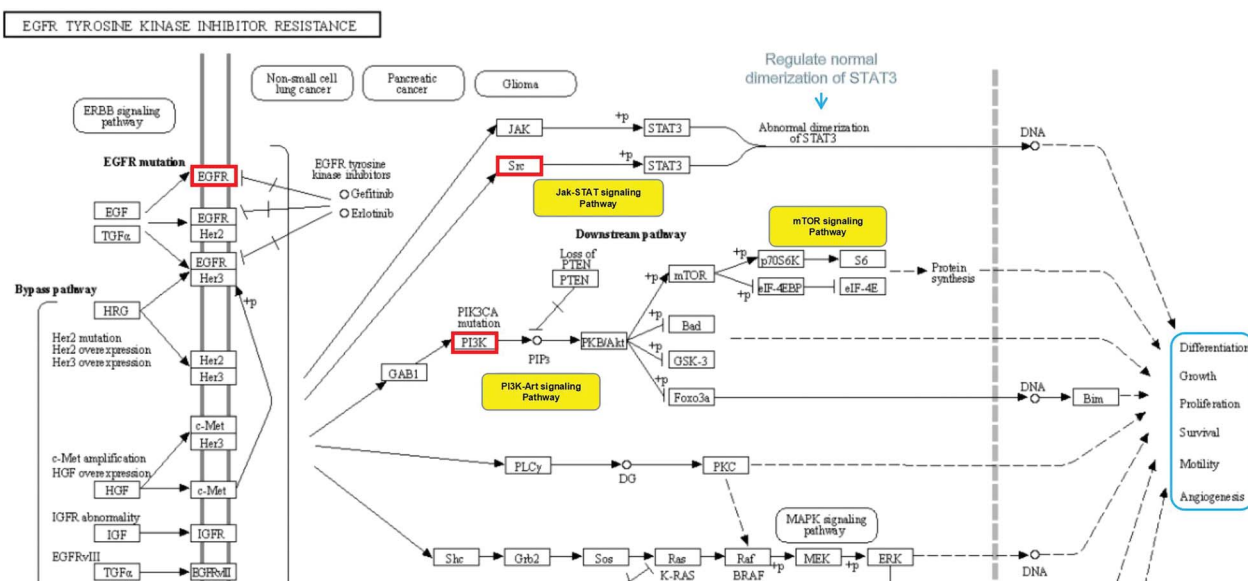 EGFR TYROSINE KINASE INHIBITOR RESISTANCE
Regulate normal
dimerization of STAT3
Non-small cell
lung cancer
Pancreatic
cancer
Glioma
ERBB signaling
pathway
EGFR mutation
EGFR
EGFR tyrosine
kinase inhibitors
Gefitinib
Erlotinib
EGF
TGFα
EGFR
Her2
EGFR
Her3
+p
JAK
+p
STAT3
Src
+p
STAT3
Abnormal dimerization
of STAT3
DNA
Jak-STAT signaling
Pathway
mTOR signaling
Pathway
Downstream pathway
Loss of
PTEN
PTEN
+p
mTOR
+p
p70S6K
S6
+p
eIF-4EBP
eIF-4E
Protein
synthesis
Bypass pathway
HRG
Her2 mutation
Her2 overexpression
Her3 overexpression
Her2
Her3
PIK3CA
mutation
PI3K
PIP3
PKB/Akt
+p
Bad
+p
GSK-3
+p
Foxo3a
GAB1
PI3K-Art signaling
Pathway
DNA
Bim
Differentiation
Growth
Proliferation
Survival
Motility
Angiogenesis
c-Met
Her3
c-Met amplification
HGF overexpression
HGF
c-Met
PLCγ
DG
PKC
IGFR abnormality
IGF
IGFR
EGFRvIII
TGFα
EGFRvIII
MAPK signaling
pathway
Shc
Grb2
Sos
Ras
K-RAS
Raf
BRAF
+p
MEK
+p
ERK
DNA